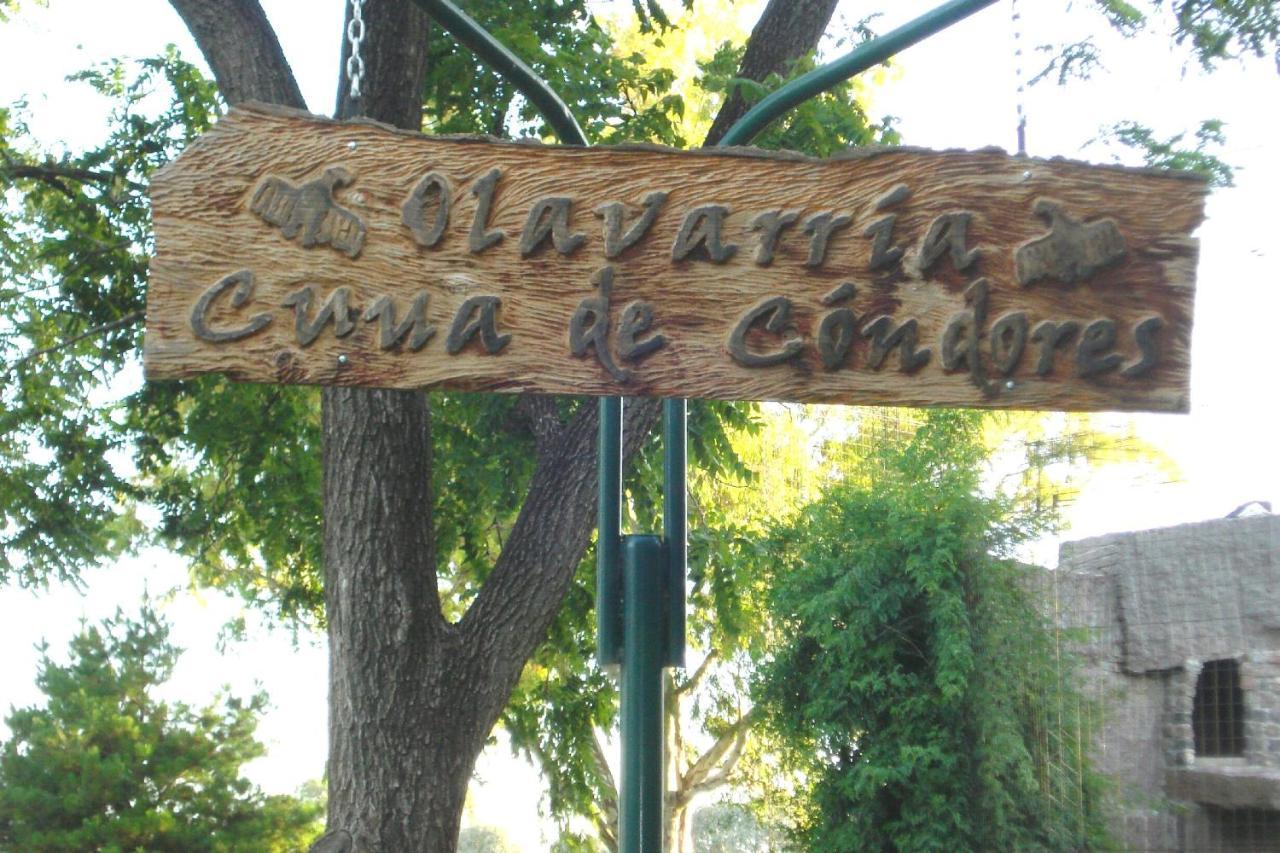 Olavarría
Cuna de Cóndores